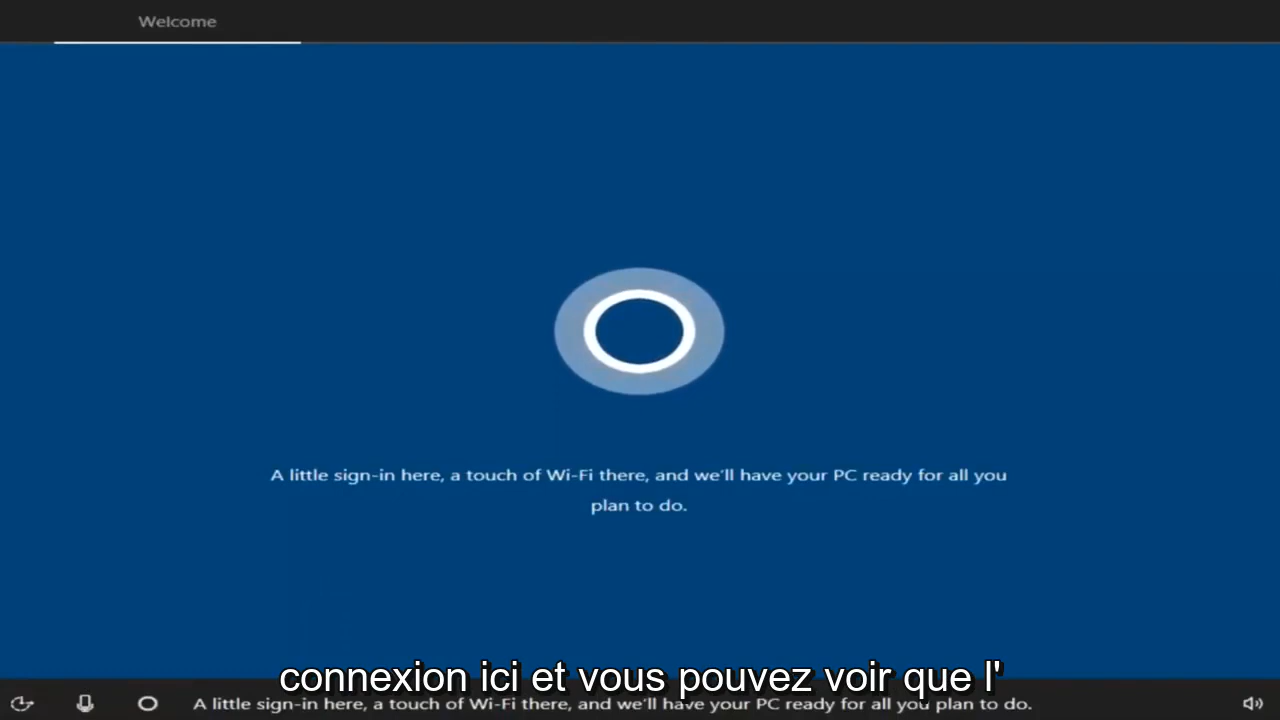 Welcome
A little sign-in here, a touch of Wi-Fi there, and we'll have your PC ready for all you
plan to do.
connexion ici et vous pouvez voir que l'
A little sign-in here, a touch of Wi-Fi there, and we'll have your PC ready for all you plan to do.